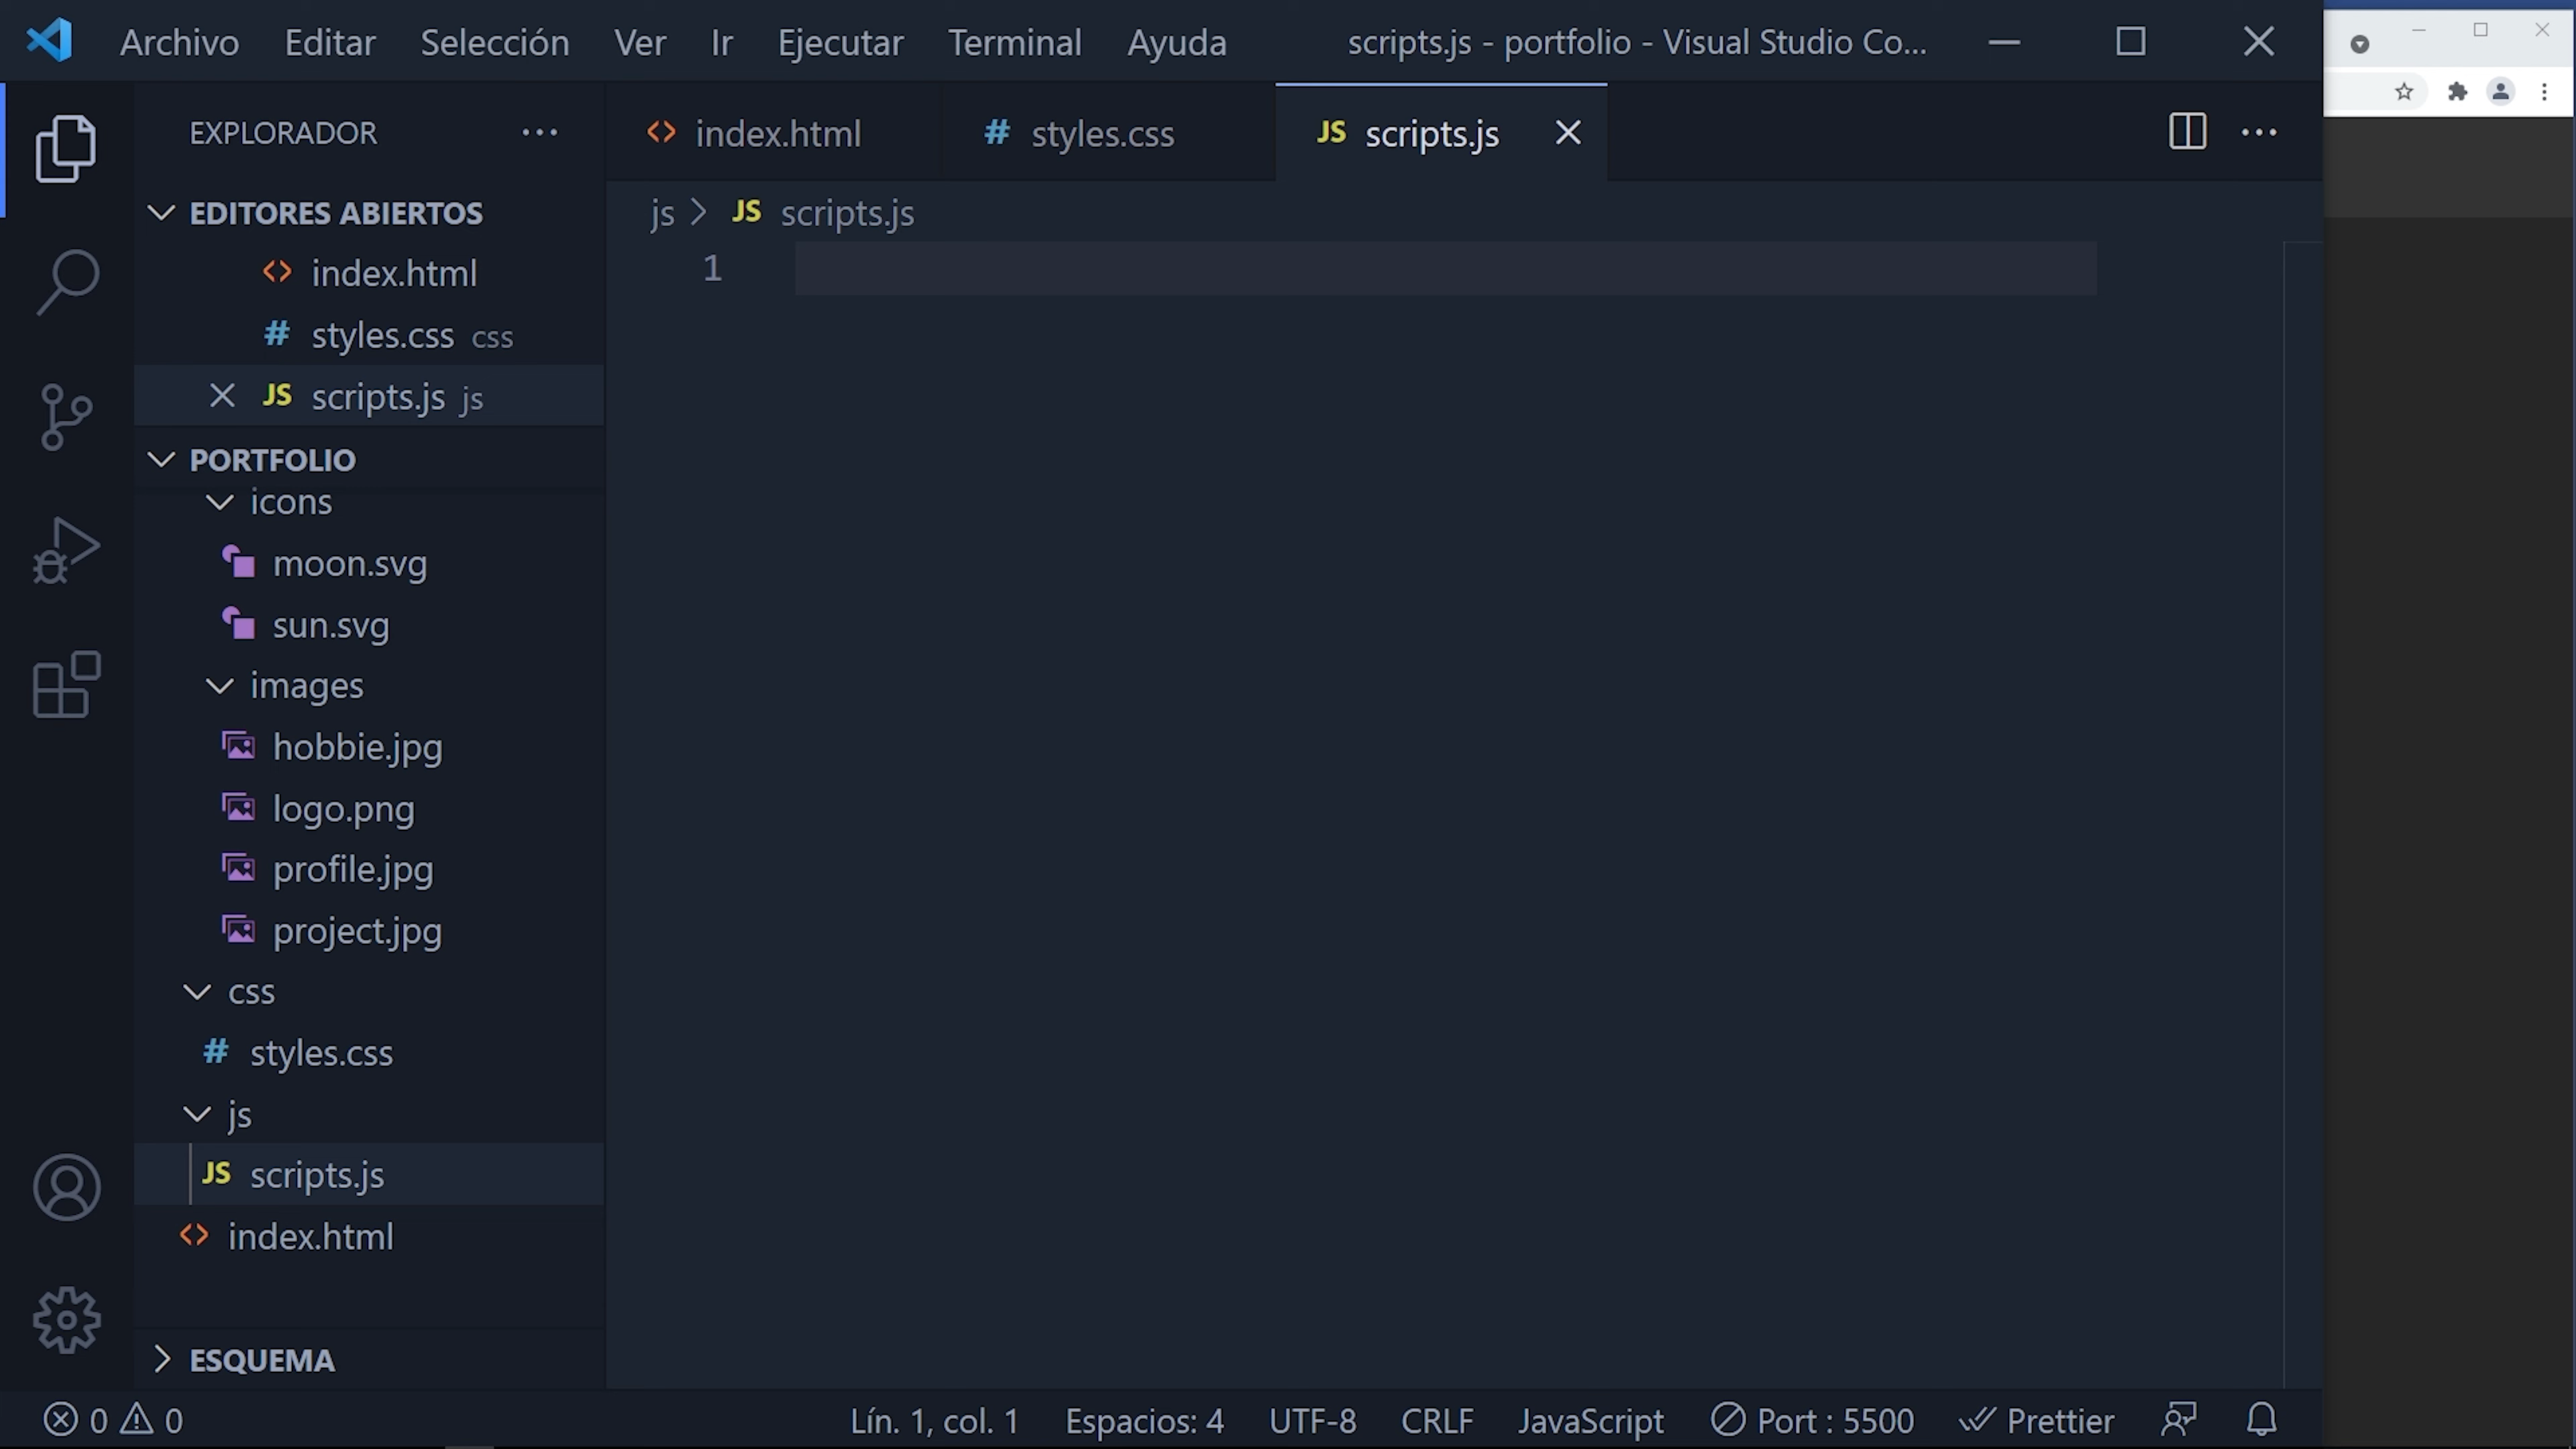 Archivo Editar Selección Ver Ir Ejecutar Terminal Ayuda scripts.js - portfolio - Visual Studio Co...
EXPLORADOR
index.html
# styles.css
JS scripts.js
EDITORES ABIERTOS
index.html
# styles.css css
JS scripts.js js
js > JS scripts.js
1
PORTFOLIO
icons
moon.svg
sun.svg
images
hobbie.jpg
logo.png
profile.jpg
project.jpg
css
# styles.css
js
JS scripts.js
index.html
ESQUEMA
0 0 Lín. 1, col. 1 Espacios: 4 UTF-8 CRLF JavaScript Port : 5500 Prettier